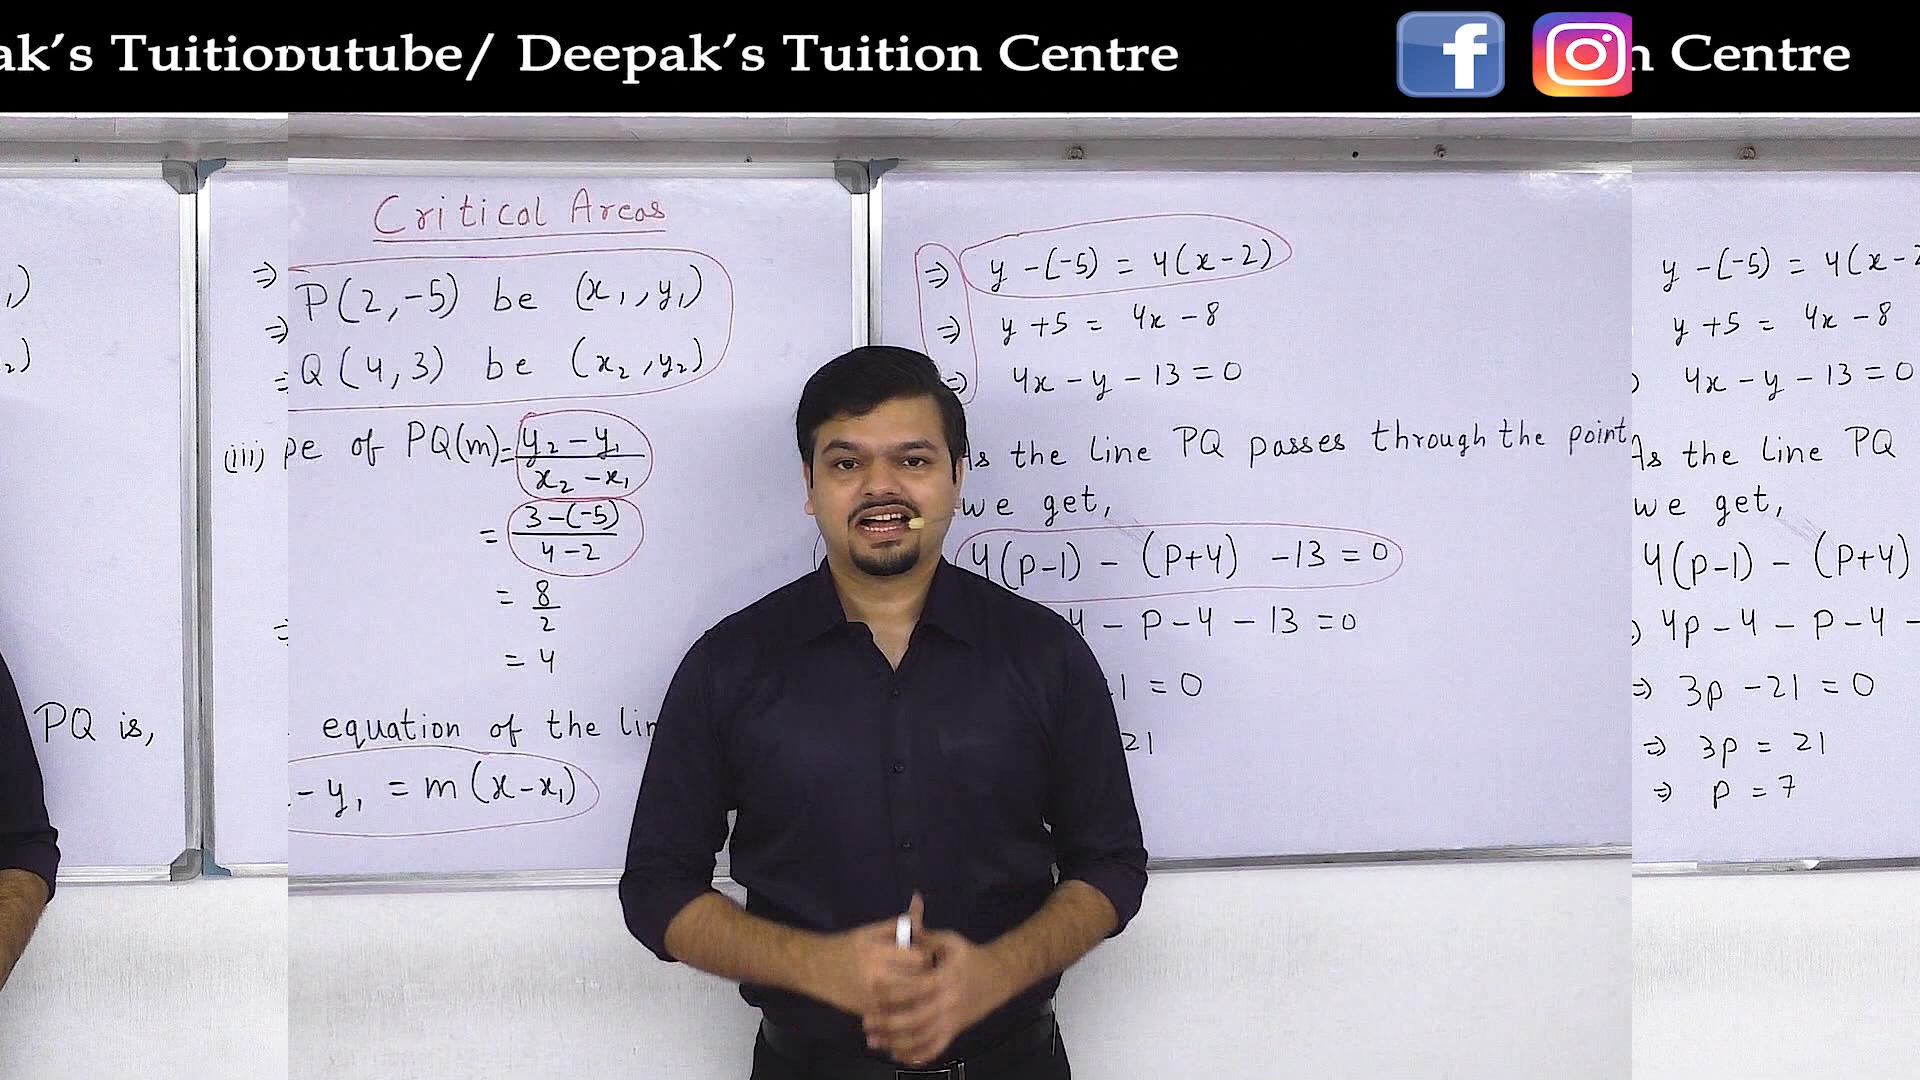 ak's Tuitio
outube/ Deepak's Tuition Centre
f
n Centre
Critical Areas
P(2,-5) be (x₁,y₁)
Q(4,3) be (x₂,y₂)
pe of PQ(m)= y₂-y₁ / x₂-x₁
= 3-(-5) / 4-2
= 8/2
= 4
equation of the lin
-y₁ = m(x-x₁)
⇒ y-(-5) = 4(x-2)
⇒ y+5 = 4x-8
⇒ 4x-y-13=0
As the line PQ passes through the point
we get,
4(p-1) - (p+4) -13=0
4 - p-4-13=0
1=0
21
₁)
₂)
PQ is,
⇒
⇒
⇒
(iii)
⇒
y-(-5) = 4(x-2
y+5 = 4x-8
4x-y-13=0
As the line PQ
we get,
4(p-1) - (p+4)
4p-4-p-4-
⇒ 3p-21=0
⇒ 3p=21
⇒ p=7